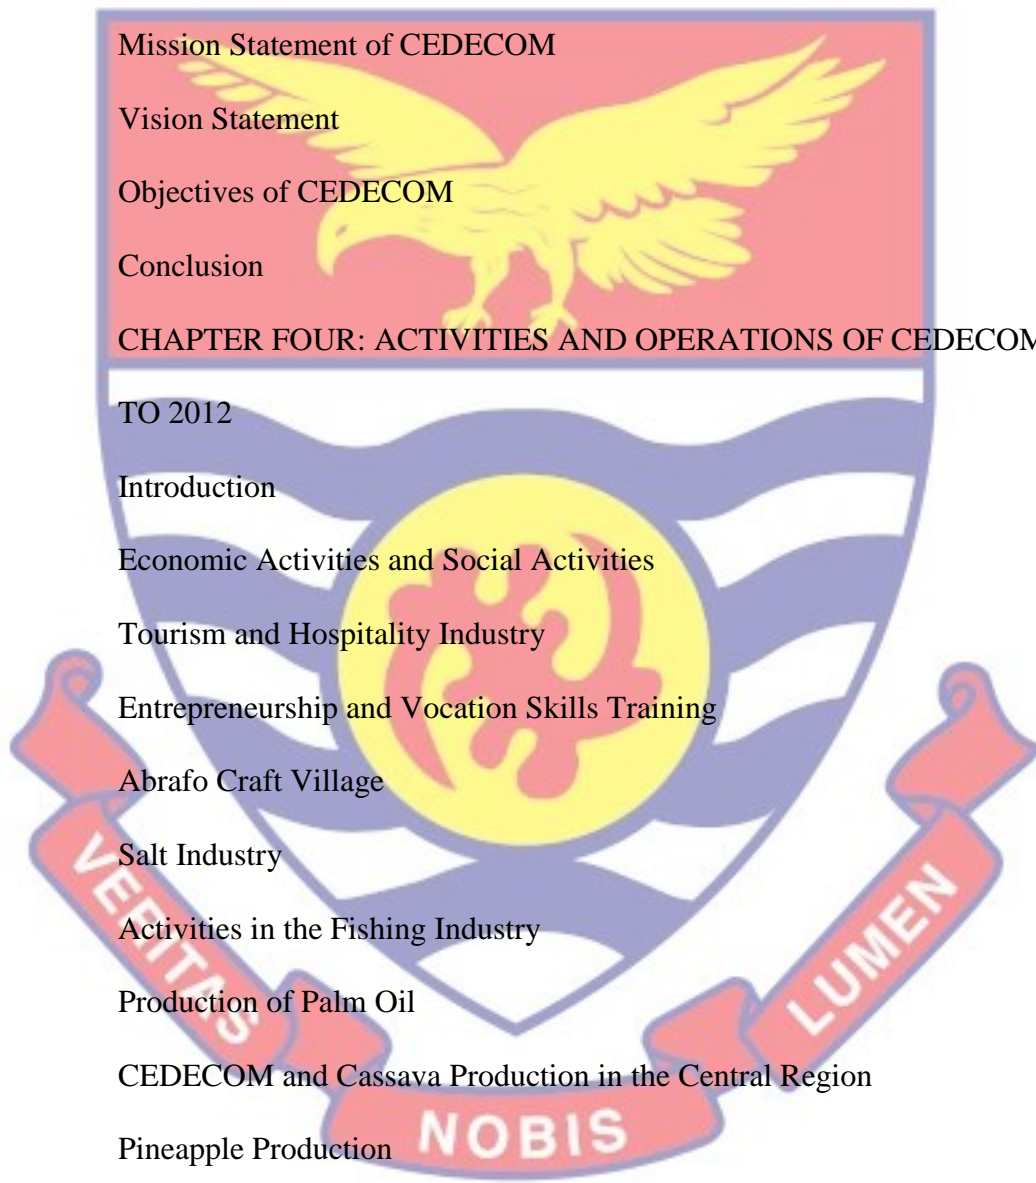 Mission Statement of CEDECOM
Vision Statement
Objectives of CEDECOM
Conclusion
CHAPTER FOUR: ACTIVITIES AND OPERATIONS OF CEDECOM
TO 2012
Introduction
Economic Activities and Social Activities
Tourism and Hospitality Industry
Entrepreneurship and Vocation Skills Training
Abrafo Craft Village
Salt Industry
Activities in the Fishing Industry
Production of Palm Oil
CEDECOM and Cassava Production in the Central Region
Pineapple Production
VERITAS
NOBIS
LUMEN